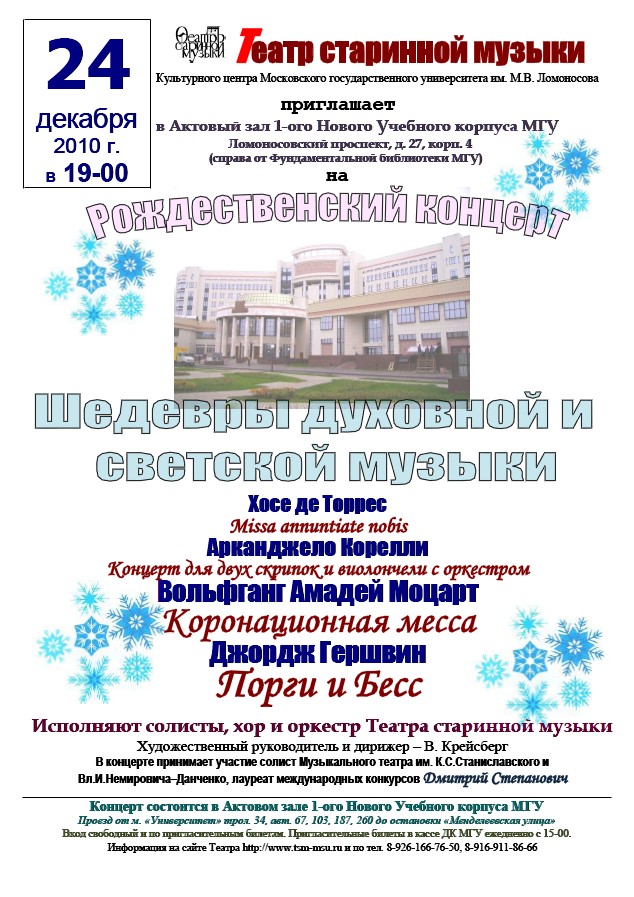 24
декабря
2010 г.
в 19-00
Театр
старинной
музыки
Театр старинной музыки
Культурного центра Московского государственного университета им. М.В. Ломоносова
приглашает
в Актовый зал 1-ого Нового Учебного корпуса МГУ
Ломоносовский проспект, д. 27, корп. 4
(справа от Фундаментальной библиотеки МГУ)
на
Рождественский концерт
Шедевры духовной и
светской музыки
Хосе де Торрес
Missa annuntiate nobis
Арканджело Корелли
Концерт для двух скрипок и виолончели с оркестром
Вольфганг Амадей Моцарт
Коронационная месса
Джордж Гершвин
Порги и Бесс
Исполняют солисты, хор и оркестр Театра старинной музыки
Художественный руководитель и дирижер – В. Крейсберг
В концерте принимает участие солист Музыкального театра им. К.С.Станиславского и
Вл.И.Немировича–Данченко, лауреат международных конкурсов Дмитрий Степанович
Концерт состоится в Актовом зале 1-ого Нового Учебного корпуса МГУ
Проезд от м. «Университет» трол. 34, авт. 67, 103, 187, 260 до остановки «Менделеевская улица»
Вход свободный и по пригласительным билетам. Пригласительные билеты в кассе ДК МГУ ежедневно с 15-00.
Информация на сайте Театра http://www.tsm-msu.ru и по тел. 8-926-166-76-50, 8-916-911-86-66